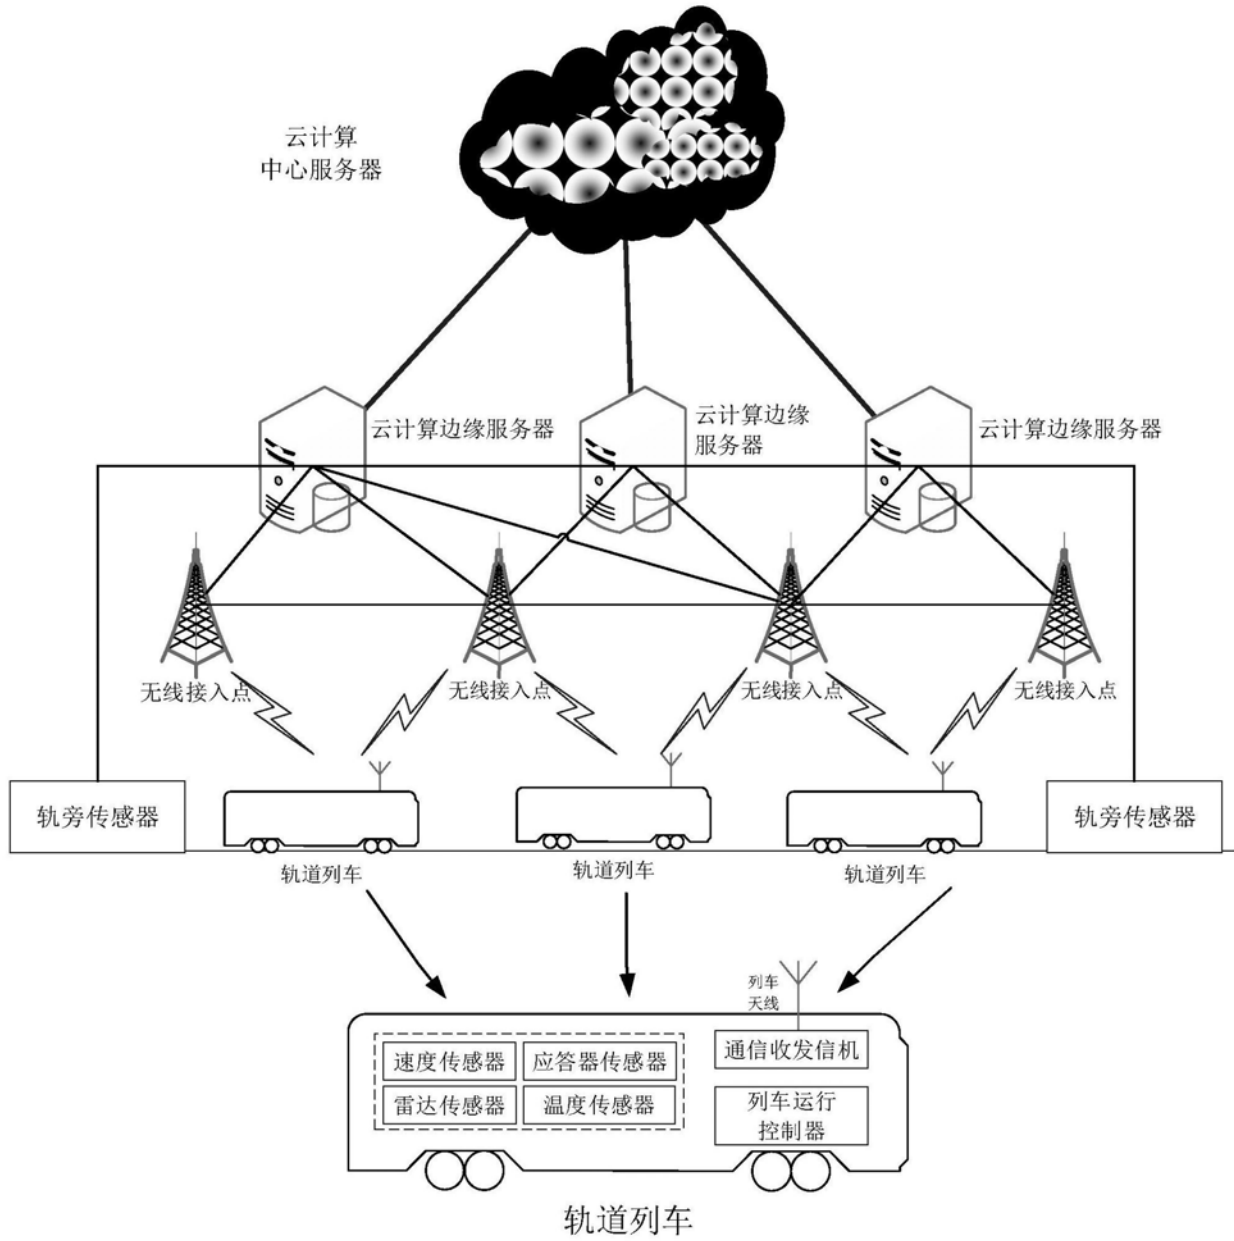 云计算
中心服务器
云计算边缘服务器
云计算边缘
服务器
云计算边缘服务器
无线接入点
无线接入点
无线接入点
无线接入点
轨旁传感器
轨旁传感器
轨道列车
轨道列车
轨道列车
列车
天线
速度传感器
应答器传感器
通信收发信机
雷达传感器
温度传感器
列车运行
控制器
轨道列车